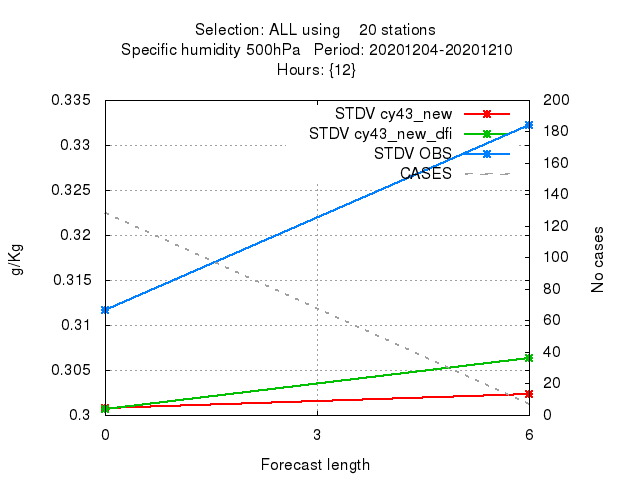 Selection: ALL using    20 stations
Specific humidity 500hPa   Period: 20201204-20201210
Hours: {12}
0.335
0.33
0.325
0.32
0.315
0.31
0.305
0.3
g/Kg
STDV cy43_new
STDV cy43_new_dfi
STDV OBS
CASES
200
180
160
140
120
100
80
60
40
20
0
No cases
0
3
6
Forecast length